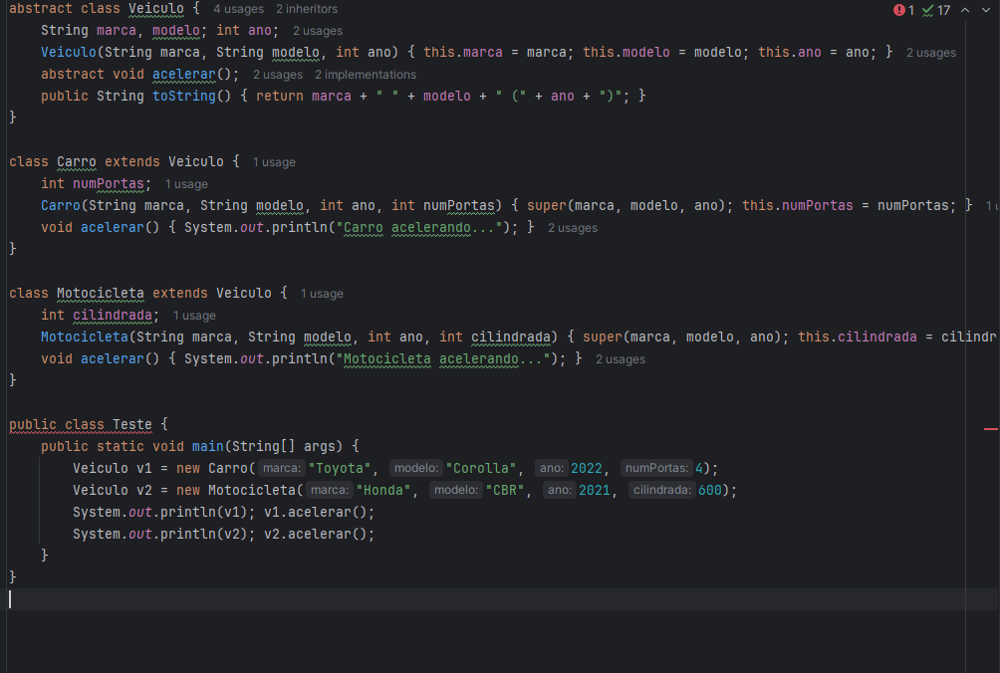 abstract class Veiculo { 4 usages 2 inheritors 1 17
String marca, modelo; int ano; 2 usages
Veiculo(String marca, String modelo, int ano) { this.marca = marca; this.modelo = modelo; this.ano = ano; } 2 usages
abstract void acelerar(); 2 usages 2 implementations
public String toString() { return marca + " " + modelo + " (" + ano + ")"; }
}
class Carro extends Veiculo { 1 usage
int numPortas; 1 usage
Carro(String marca, String modelo, int ano, int numPortas) { super(marca, modelo, ano); this.numPortas = numPortas; } 1 u
void acelerar() { System.out.println("Carro acelerando..."); } 2 usages
}
class Motocicleta extends Veiculo { 1 usage
int cilindrada; 1 usage
Motocicleta(String marca, String modelo, int ano, int cilindrada) { super(marca, modelo, ano); this.cilindrada = cilindr
void acelerar() { System.out.println("Motocicleta acelerando..."); } 2 usages
}
public class Teste {
public static void main(String[] args) {
Veiculo v1 = new Carro( marca: "Toyota", modelo: "Corolla", ano: 2022, numPortas: 4);
Veiculo v2 = new Motocicleta( marca: "Honda", modelo: "CBR", ano: 2021, cilindrada: 600);
System.out.println(v1); v1.acelerar();
System.out.println(v2); v2.acelerar();
}
}